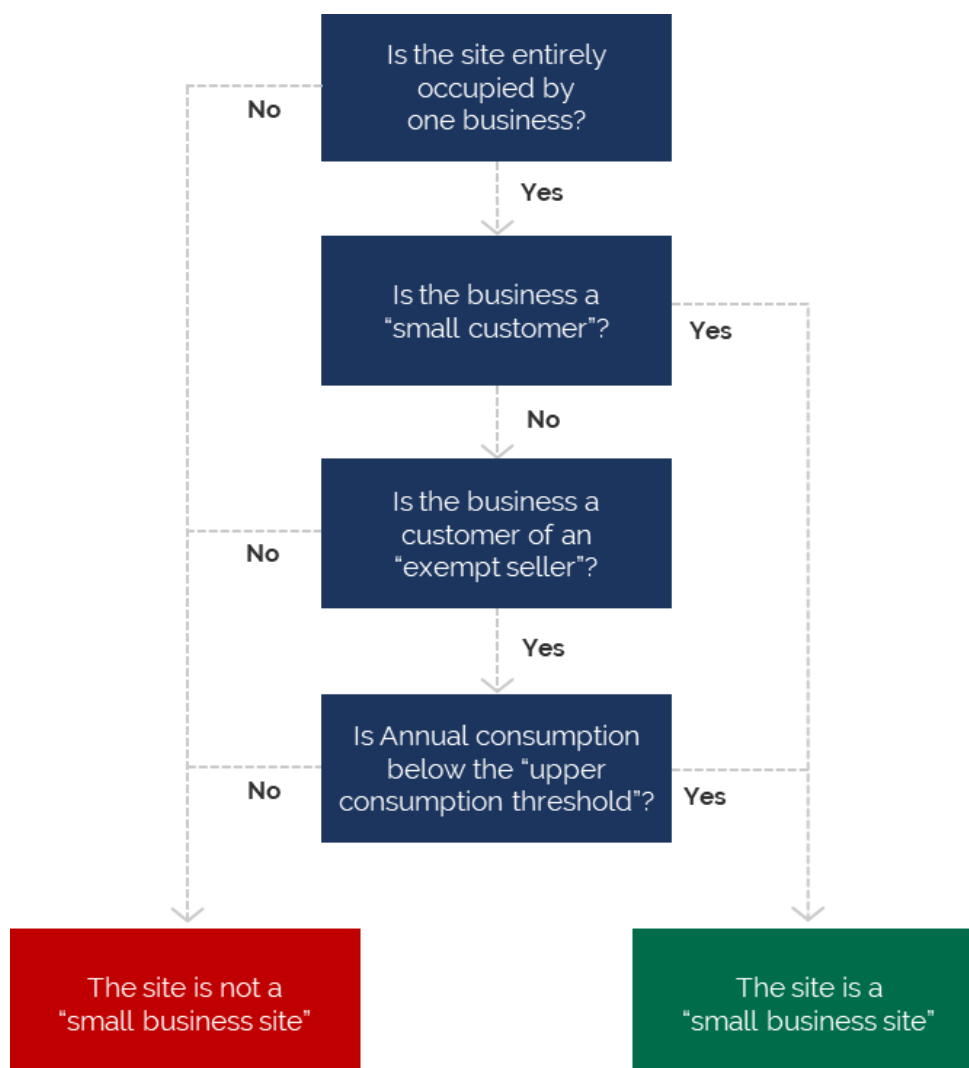 Is the site entirely
occupied by
one business?
No
Yes
Is the business a
“small customer”?
Yes
No
Is the business a
customer of an
“exempt seller”?
No
Yes
Is Annual consumption
below the “upper
consumption threshold”?
No
Yes
The site is not a
“small business site”
The site is a
“small business site”